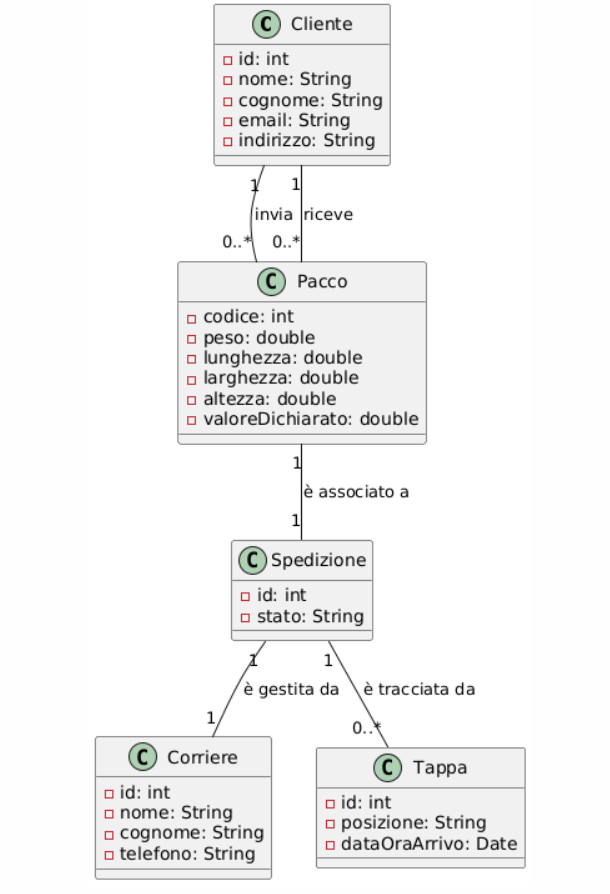 C Cliente
id: int
nome: String
cognome: String
email: String
indirizzo: String
1 1
invia riceve
0..* 0..*
C Pacco
codice: int
peso: double
lunghezza: double
larghezza: double
altezza: double
valoreDichiarato: double
1
è associato a
1
C Spedizione
id: int
stato: String
1 1
è gestita da è tracciata da
1 0..*
C Corriere
id: int
nome: String
cognome: String
telefono: String
C Tappa
id: int
posizione: String
dataOraArrivo: Date